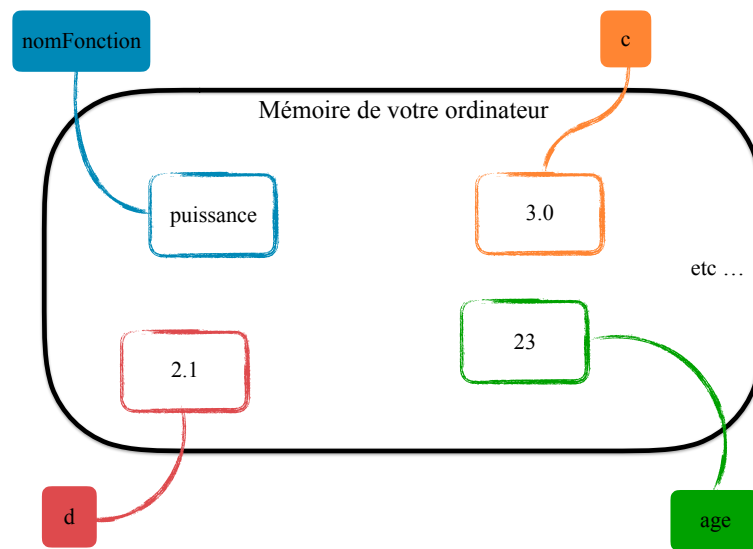 nomFonction
c
Mémoire de votre ordinateur
puissance
3.0
etc …
2.1
23
d
age